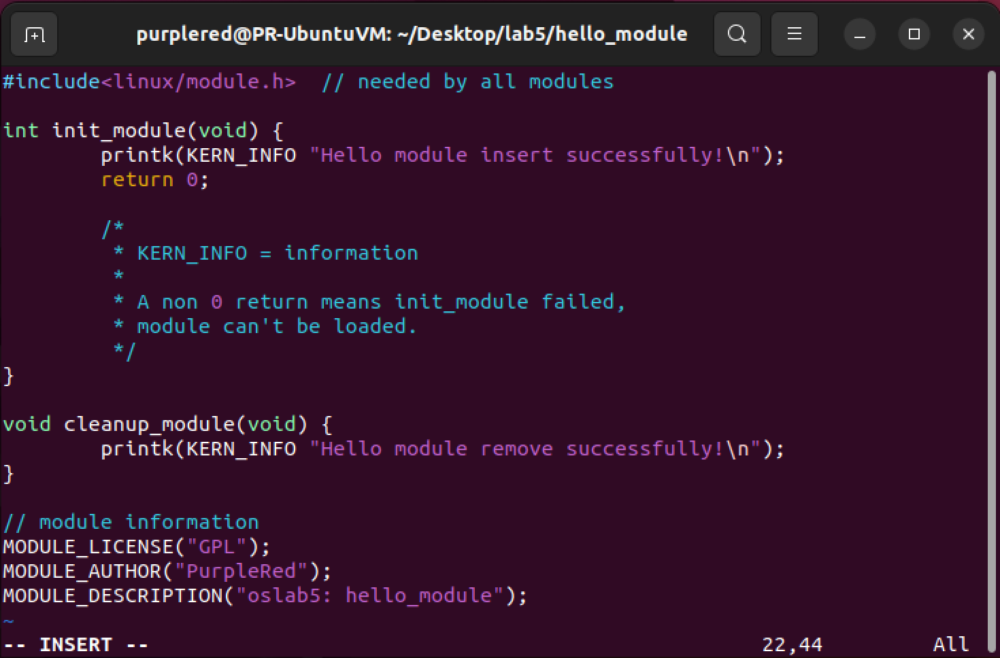 purplered@PR-UbuntuVM: ~/Desktop/lab5/hello_module
#include<linux/module.h>  // needed by all modules

int init_module(void) {
        printk(KERN_INFO "Hello module insert successfully!\n");
        return 0;

        /*
         * KERN_INFO = information
         *
         * A non 0 return means init_module failed,
         * module can't be loaded.
         */
}

void cleanup_module(void) {
        printk(KERN_INFO "Hello module remove successfully!\n");
}

// module information
MODULE_LICENSE("GPL");
MODULE_AUTHOR("PurpleRed");
MODULE_DESCRIPTION("oslab5: hello_module");
~
-- INSERT --                                                  22,44         All